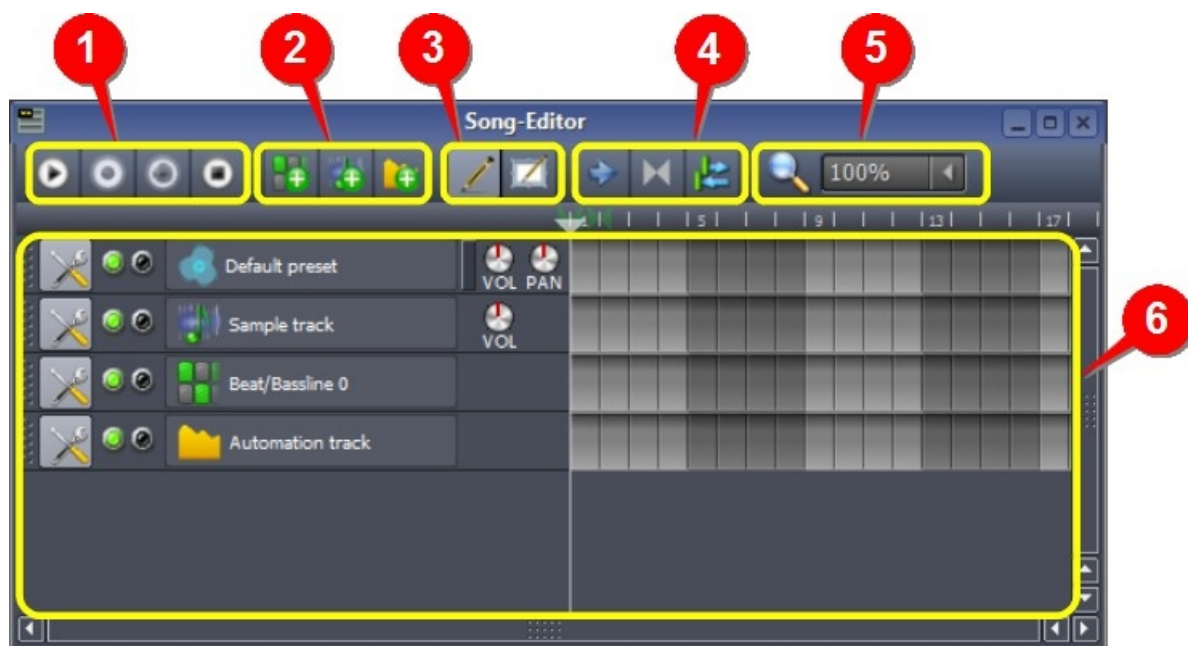 1 2 3 4 5
Song-Editor
100%
1 5 9 13 17
Default preset VOL PAN
Sample track VOL
6
Beat/Bassline 0
Automation track